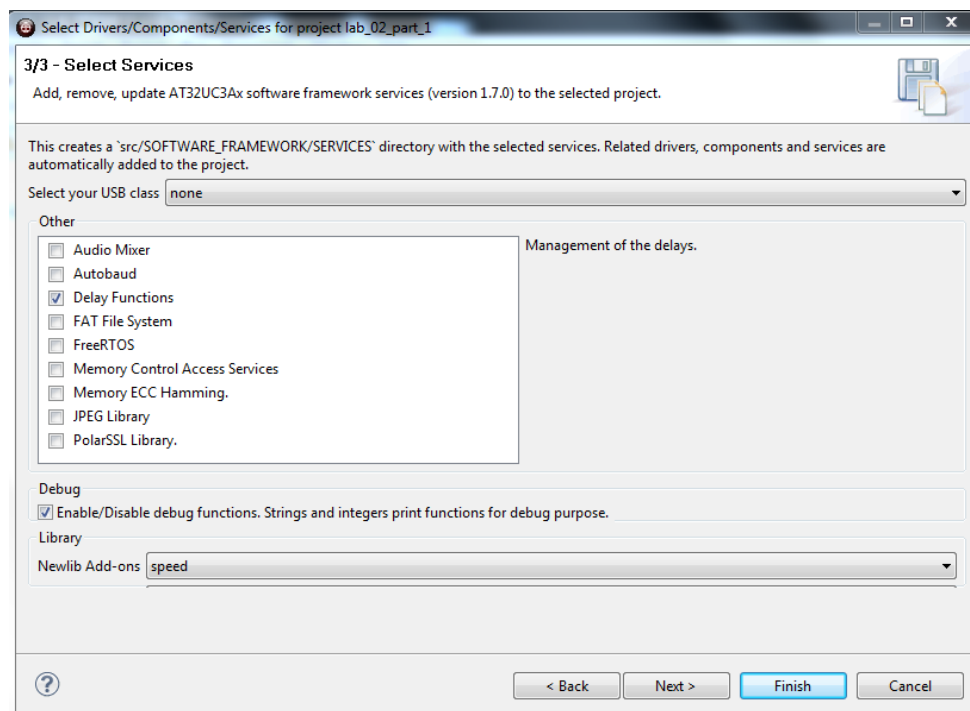 Select Drivers/Components/Services for project lab_02_part_1
3/3 - Select Services
Add, remove, update AT32UC3Ax software framework services (version 1.7.0) to the selected project.
This creates a `src/SOFTWARE_FRAMEWORK/SERVICES` directory with the selected services. Related drivers, components and services are
automatically added to the project.
Select your USB class none
Other
Audio Mixer
Autobaud
Delay Functions
FAT File System
FreeRTOS
Memory Control Access Services
Memory ECC Hamming.
JPEG Library
PolarSSL Library.
Management of the delays.
Debug
Enable/Disable debug functions. Strings and integers print functions for debug purpose.
Library
Newlib Add-ons speed
? < Back Next > Finish Cancel